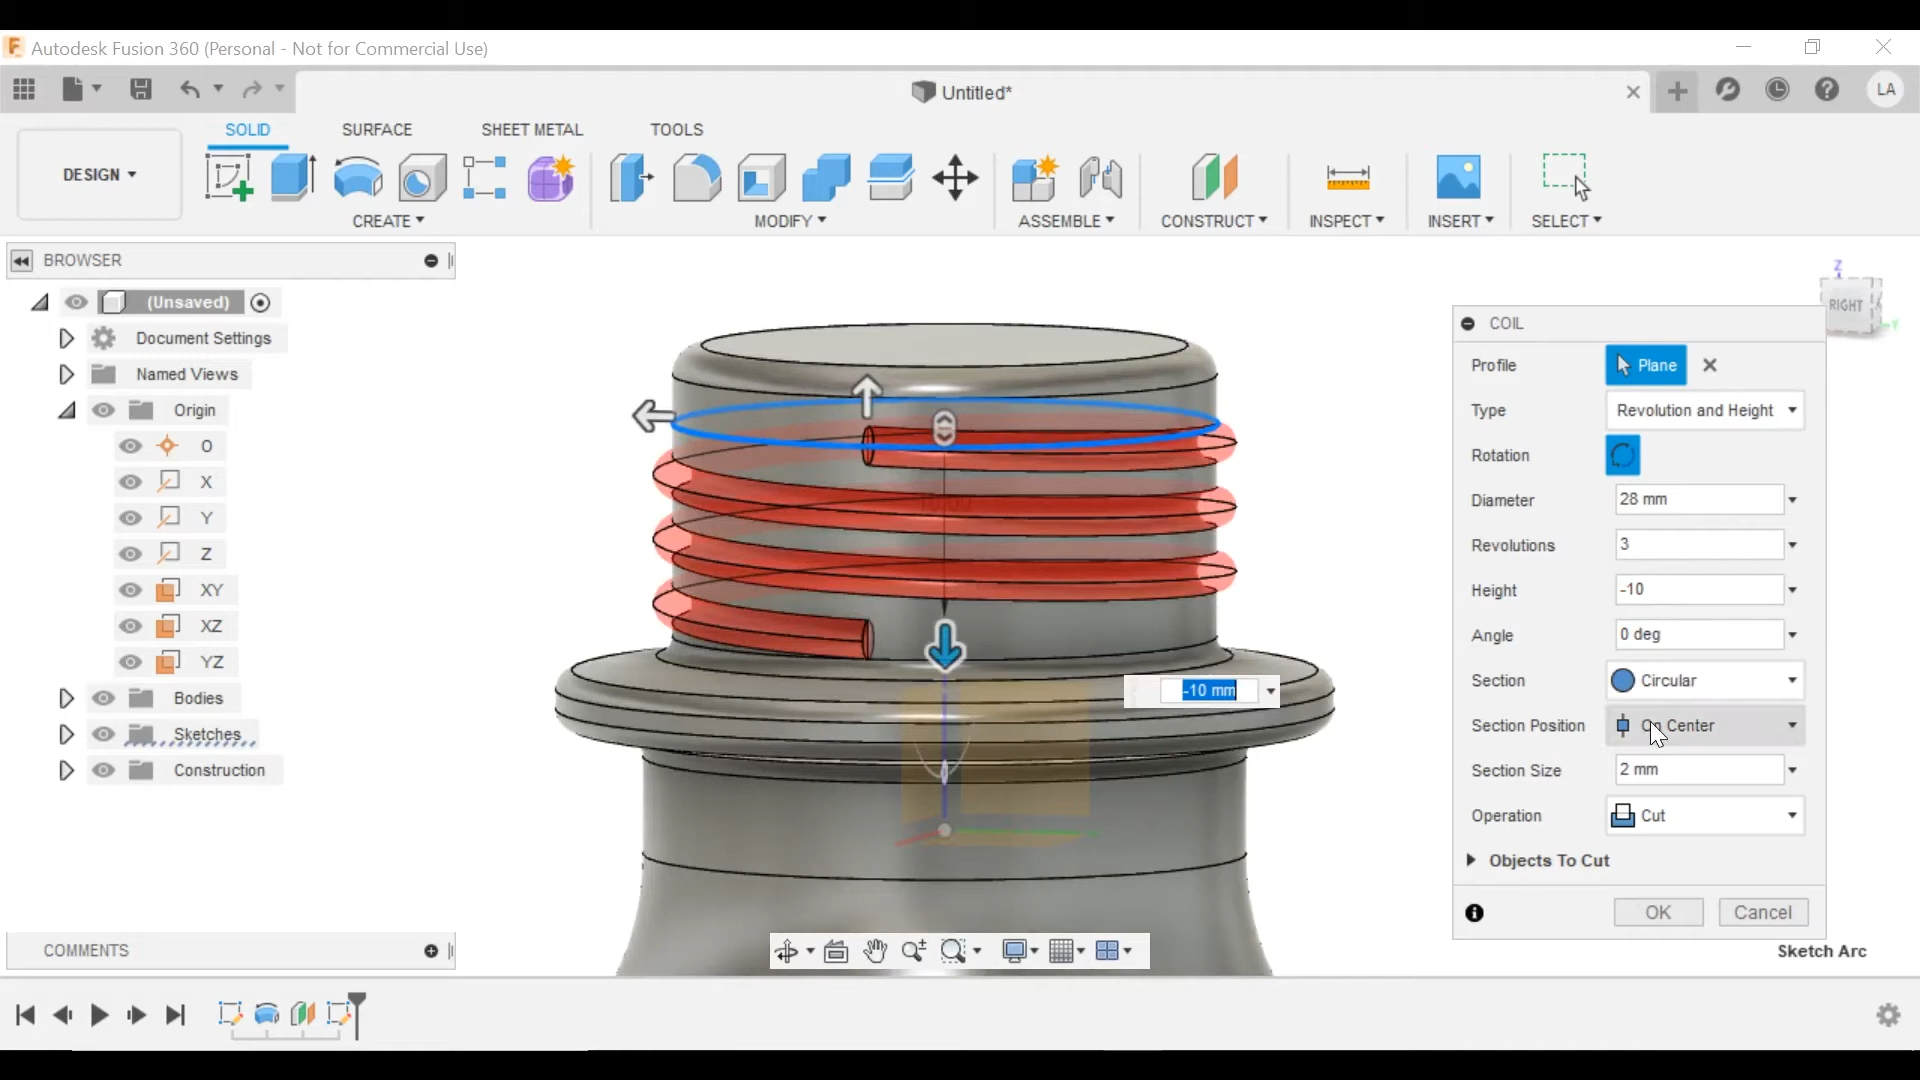 Autodesk Fusion 360 (Personal - Not for Commercial Use)
Untitled*
LA
DESIGN
SOLID
SURFACE
SHEET METAL
TOOLS
CREATE
MODIFY
ASSEMBLE
CONSTRUCT
INSPECT
INSERT
SELECT
BROWSER
(Unsaved)
Document Settings
Named Views
Origin
O
X
Y
Z
XY
XZ
YZ
Bodies
Sketches
Construction
10.00
-10 mm
Z
RIGHT
Y
COIL
Profile Plane
Type Revolution and Height
Rotation
Diameter 28 mm
Revolutions 3
Height -10
Angle 0 deg
Section Circular
Section Position On Center
Section Size 2 mm
Operation Cut
Objects To Cut
OK Cancel
COMMENTS
Sketch Arc